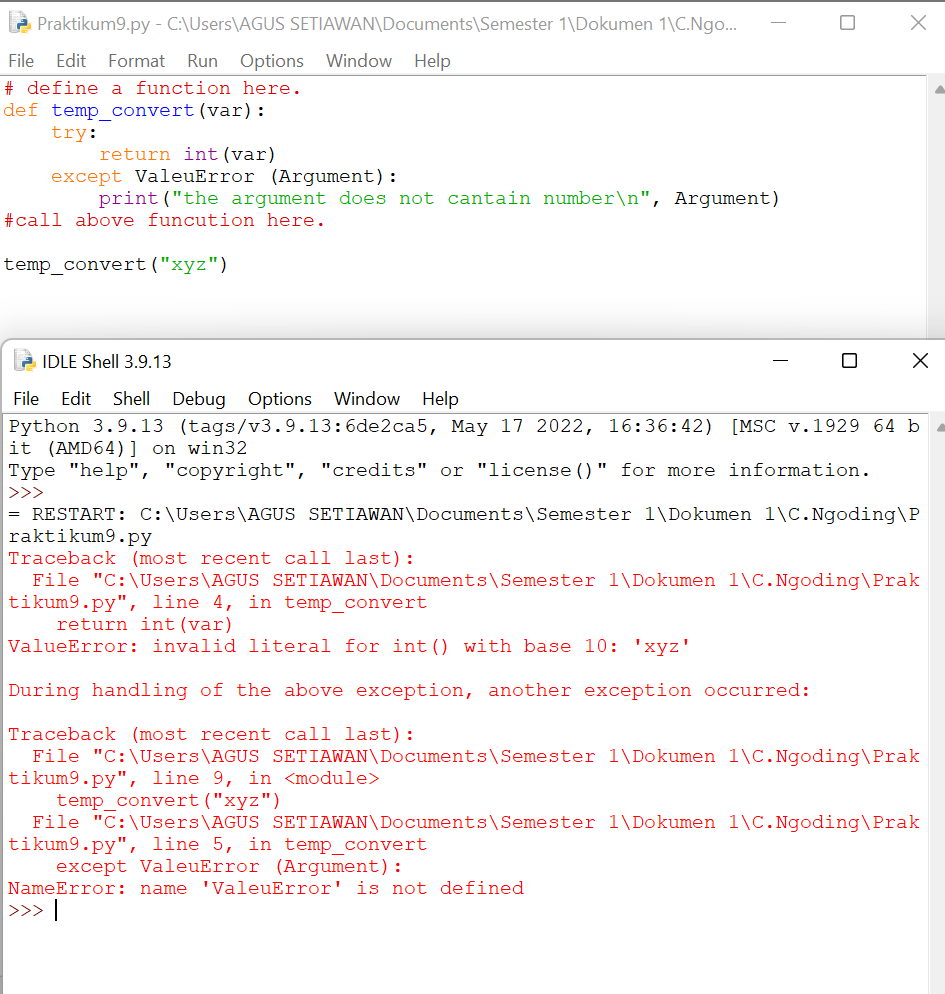 Praktikum9.py - C:\Users\AGUS SETIAWAN\Documents\Semester 1\Dokumen 1\C.Ngo...
File Edit Format Run Options Window Help
# define a function here.
def temp_convert(var):
    try:
        return int(var)
    except ValeuError (Argument):
        print("the argument does not cantain number\n", Argument)
#call above funcution here.
temp_convert("xyz")
IDLE Shell 3.9.13
File Edit Shell Debug Options Window Help
Python 3.9.13 (tags/v3.9.13:6de2ca5, May 17 2022, 16:36:42) [MSC v.1929 64 b
it (AMD64)] on win32
Type "help", "copyright", "credits" or "license()" for more information.
>>>
= RESTART: C:\Users\AGUS SETIAWAN\Documents\Semester 1\Dokumen 1\C.Ngoding\P
raktikum9.py
Traceback (most recent call last):
  File "C:\Users\AGUS SETIAWAN\Documents\Semester 1\Dokumen 1\C.Ngoding\Prak
tikum9.py", line 4, in temp_convert
    return int(var)
ValueError: invalid literal for int() with base 10: 'xyz'
During handling of the above exception, another exception occurred:
Traceback (most recent call last):
  File "C:\Users\AGUS SETIAWAN\Documents\Semester 1\Dokumen 1\C.Ngoding\Prak
tikum9.py", line 9, in <module>
    temp_convert("xyz")
  File "C:\Users\AGUS SETIAWAN\Documents\Semester 1\Dokumen 1\C.Ngoding\Prak
tikum9.py", line 5, in temp_convert
    except ValeuError (Argument):
NameError: name 'ValeuError' is not defined
>>>